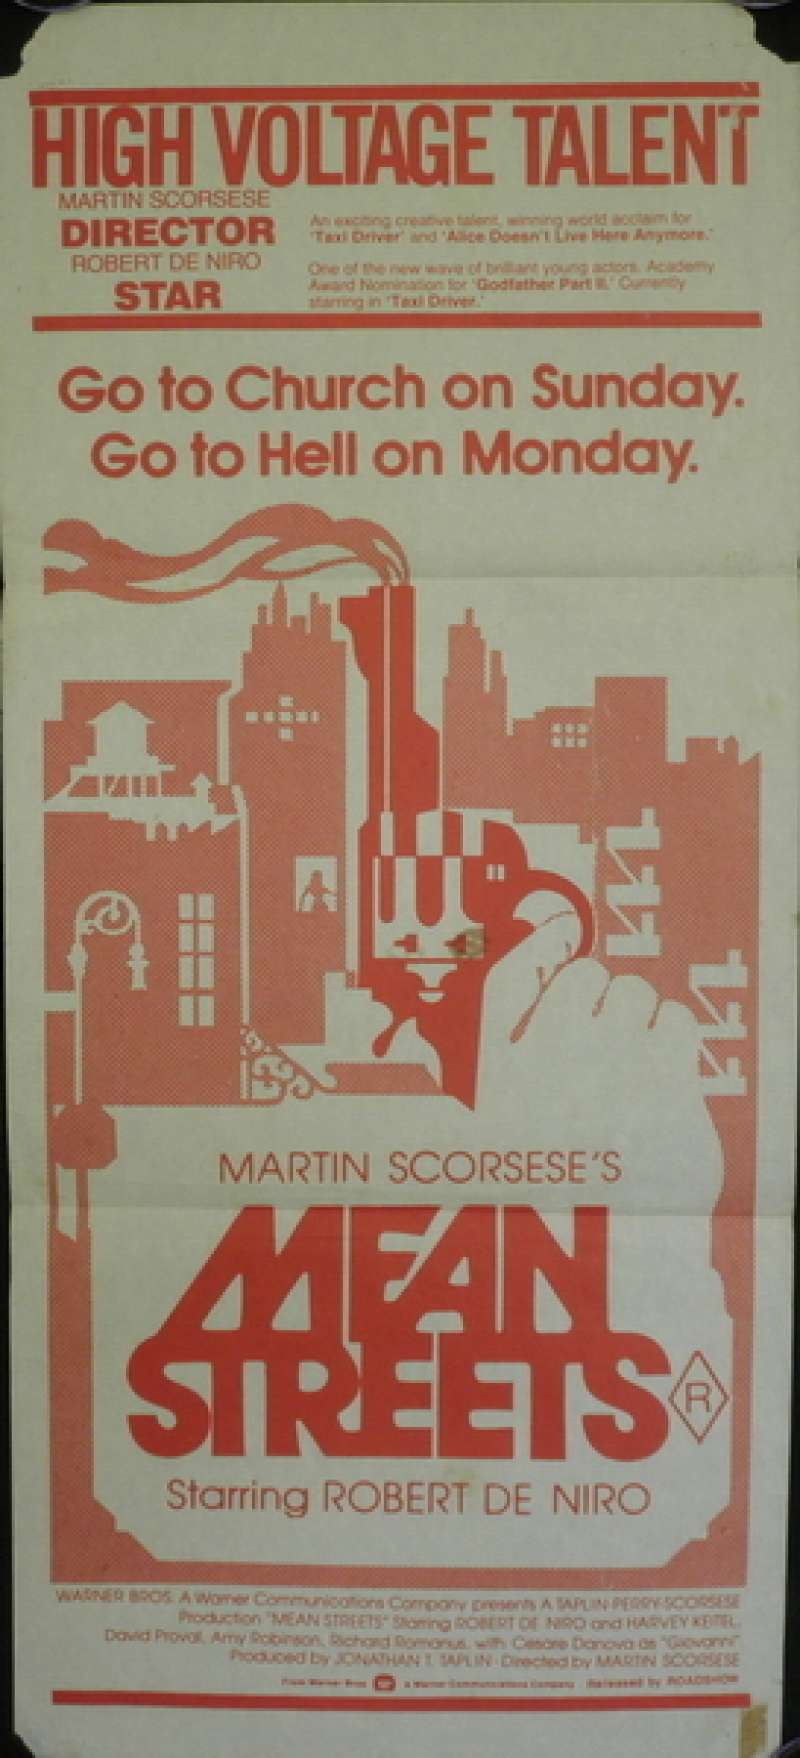 HIGH VOLTAGE TALENT
MARTIN SCORSESE
DIRECTOR
An exciting creative talent, winning world acclaim for
'Taxi Driver' and 'Alice Doesn't Live Here Anymore.'
ROBERT DE NIRO
STAR
One of the new wave of brilliant young actors. Academy
Award Nomination for 'Godfather Part II.' Currently
starring in 'Taxi Driver.'
Go to Church on Sunday.
Go to Hell on Monday.
MARTIN SCORSESE'S
MEAN
STREETS
R
Starring ROBERT DE NIRO
WARNER BROS. A Warner Communications Company presents A TAPLIN-PERRY-SCORSESE
Production "MEAN STREETS" Starring ROBERT DE NIRO and HARVEY KEITEL,
David Proval, Amy Robinson, Richard Romanus, with Cesare Danova as "Giovanni"
Produced by JONATHAN T. TAPLIN · Directed by MARTIN SCORSESE
From Warner Bros A Warner Communications Company Released by ROADSHOW